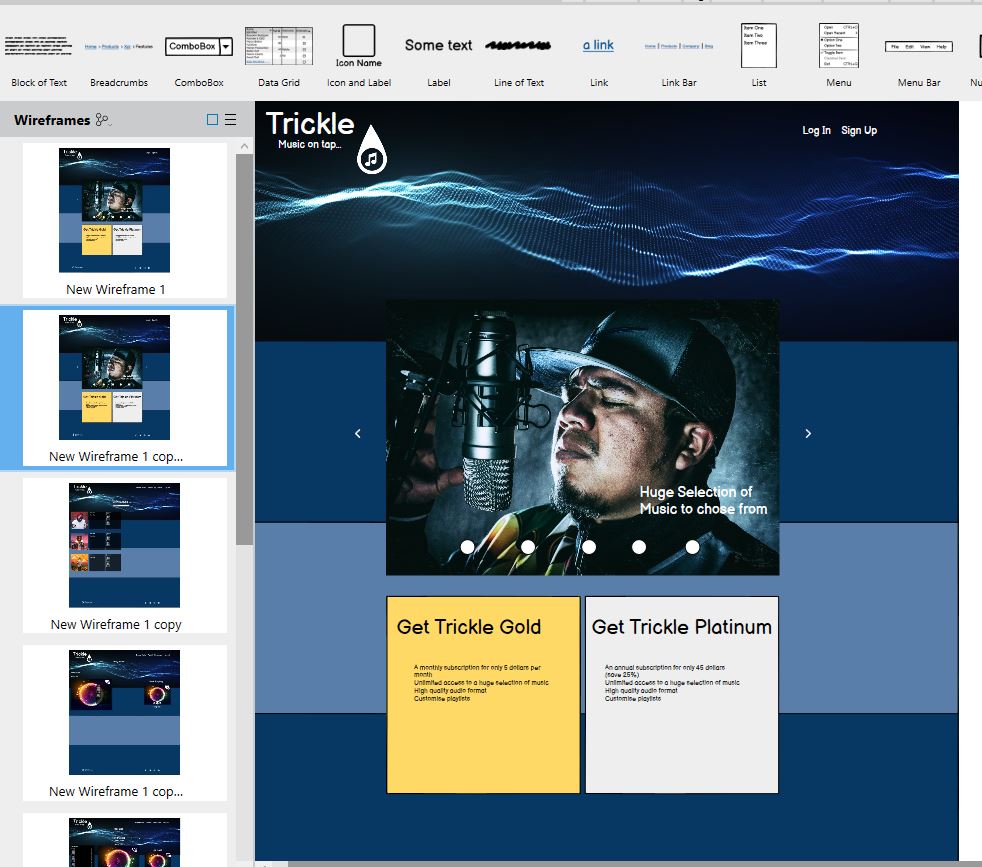 Some text
a link
ComboBox
Home > Products > Xyz > Features
Icon Name
Home | Products | Company | Blog
Item One
Item Two
Item Three
Open CTRL+O
Open Recent
Option One
Option Two
Toggle Item
Exit CTRL+Q
File Edit View Help
Block of Text
Breadcrumbs
ComboBox
Data Grid
Icon and Label
Label
Line of Text
Link
Link Bar
List
Menu
Menu Bar
Nu
Wireframes
New Wireframe 1
New Wireframe 1 cop...
New Wireframe 1 copy
New Wireframe 1 cop...
Trickle
Music on tap...
Log In Sign Up
Huge Selection of
Music to chose from
Get Trickle Gold
A monthly subscription for only 5 dollars per
month
Unlimited access to a huge selection of music
High quality audio format
Customise playlists
Get Trickle Platinum
An annual subscription for only 45 dollars
(save 25%)
Unlimited access to a huge selection of music
High quality audio format
Customise playlists